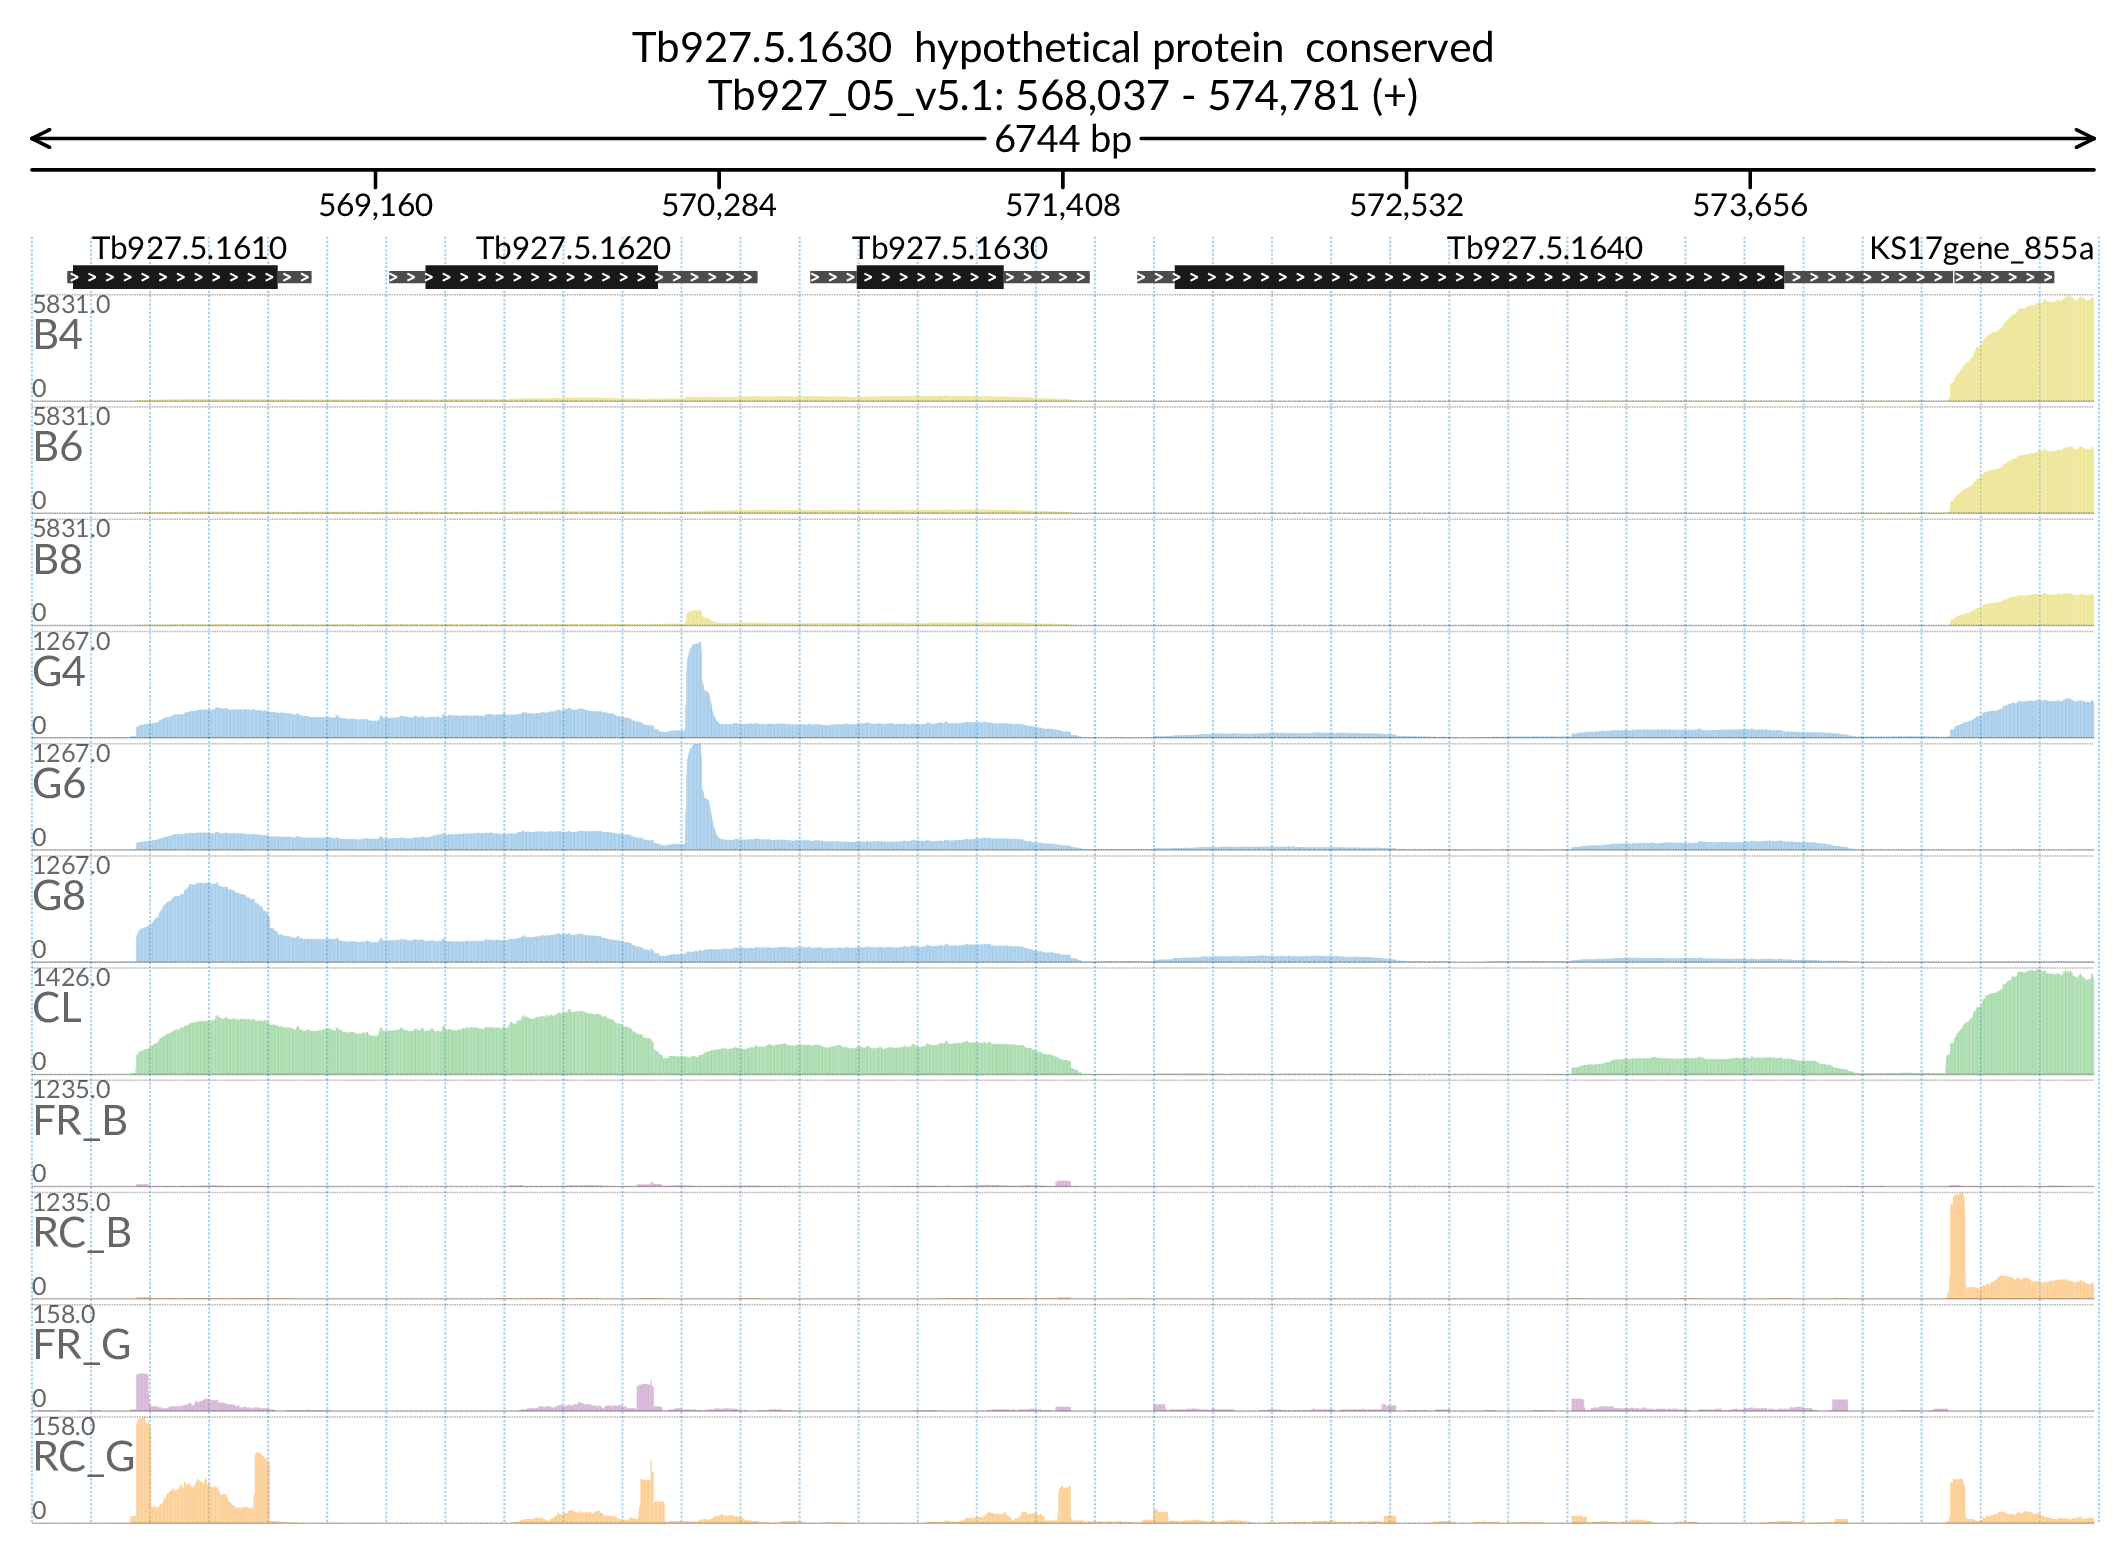 Tb927.5.1630  hypothetical protein  conserved
Tb927_05_v5.1: 568,037 - 574,781 (+)
6744 bp
569,160 570,284 571,408 572,532 573,656
Tb927.5.1610 Tb927.5.1620 Tb927.5.1630 Tb927.5.1640 KS17gene_855a
5831.0
B4
0
5831.0
B6
0
5831.0
B8
0
1267.0
G4
0
1267.0
G6
0
1267.0
G8
0
1426.0
CL
0
1235.0
FR_B
0
1235.0
RC_B
0
158.0
FR_G
0
158.0
RC_G
0